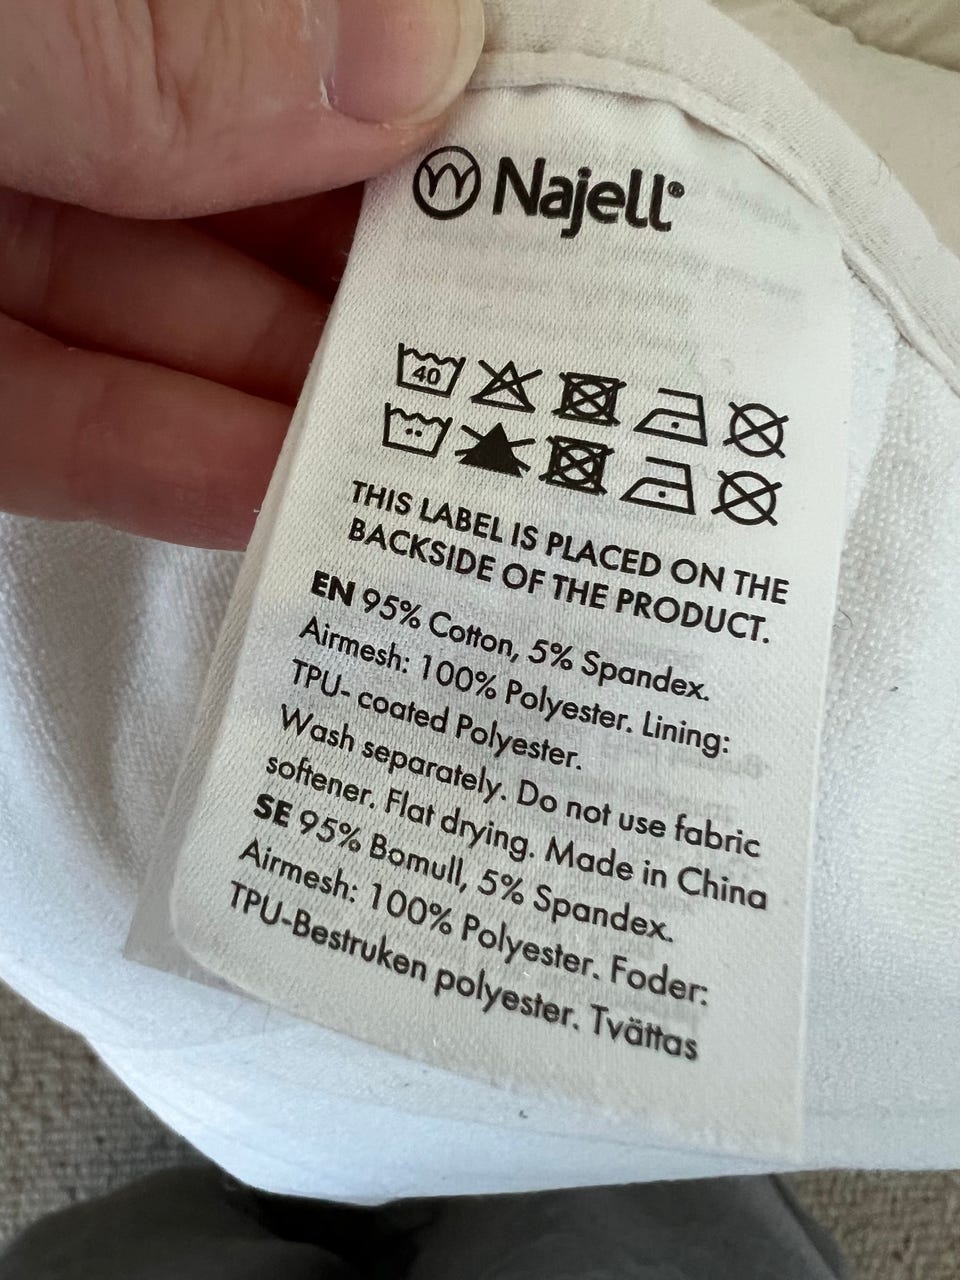 Najell®
40
THIS LABEL IS PLACED ON THE
BACKSIDE OF THE PRODUCT.
EN 95% Cotton, 5% Spandex.
Airmesh: 100% Polyester. Lining:
TPU- coated Polyester.
Wash separately. Do not use fabric
softener. Flat drying. Made in China
SE 95% Bomull, 5% Spandex.
Airmesh: 100% Polyester. Foder:
TPU-Bestruken polyester. Tvättas